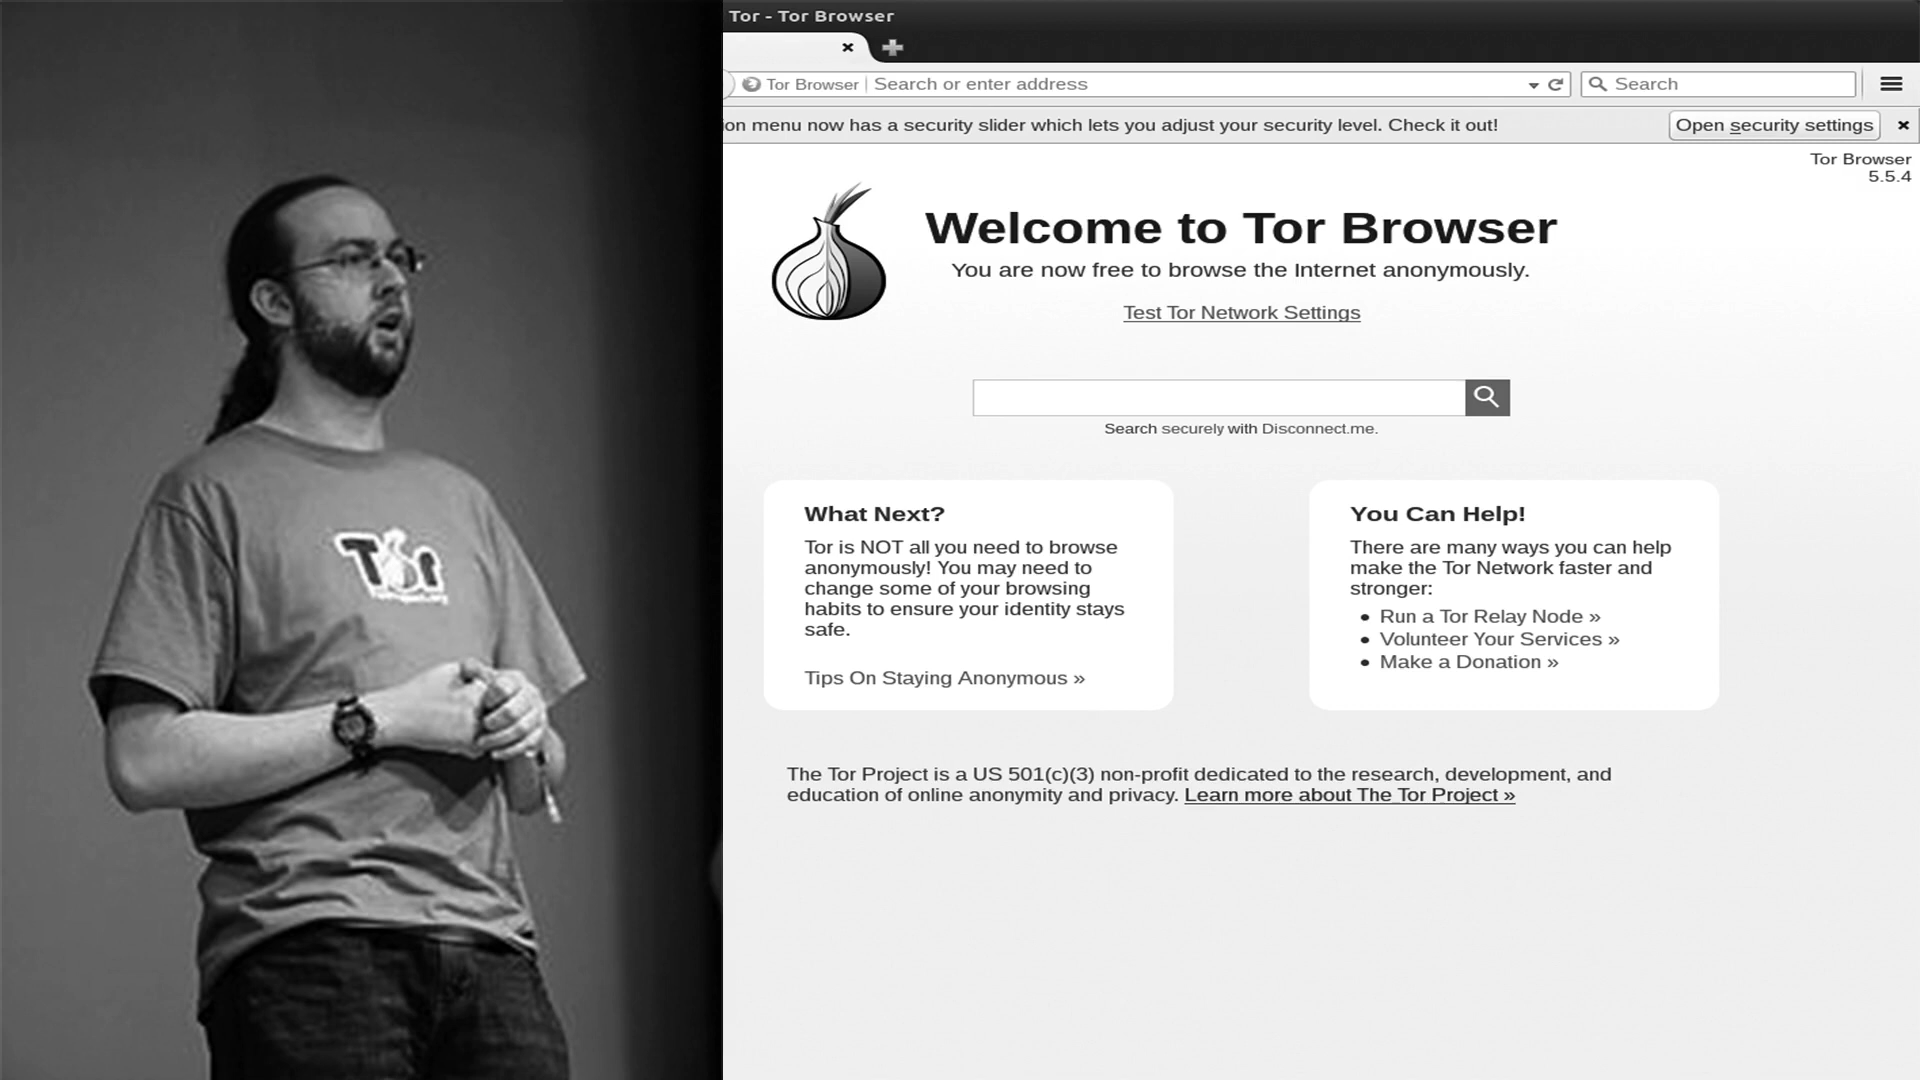 Tor
Tor - Tor Browser
Tor Browser
Search or enter address
Search
ion menu now has a security slider which lets you adjust your security level. Check it out!
Open security settings
Tor Browser
5.5.4
Welcome to Tor Browser
You are now free to browse the Internet anonymously.
Test Tor Network Settings
Search securely with Disconnect.me.
What Next?
Tor is NOT all you need to browse
anonymously! You may need to
change some of your browsing
habits to ensure your identity stays
safe.
Tips On Staying Anonymous »
You Can Help!
There are many ways you can help
make the Tor Network faster and
stronger:
• Run a Tor Relay Node »
• Volunteer Your Services »
• Make a Donation »
The Tor Project is a US 501(c)(3) non-profit dedicated to the research, development, and
education of online anonymity and privacy. Learn more about The Tor Project »